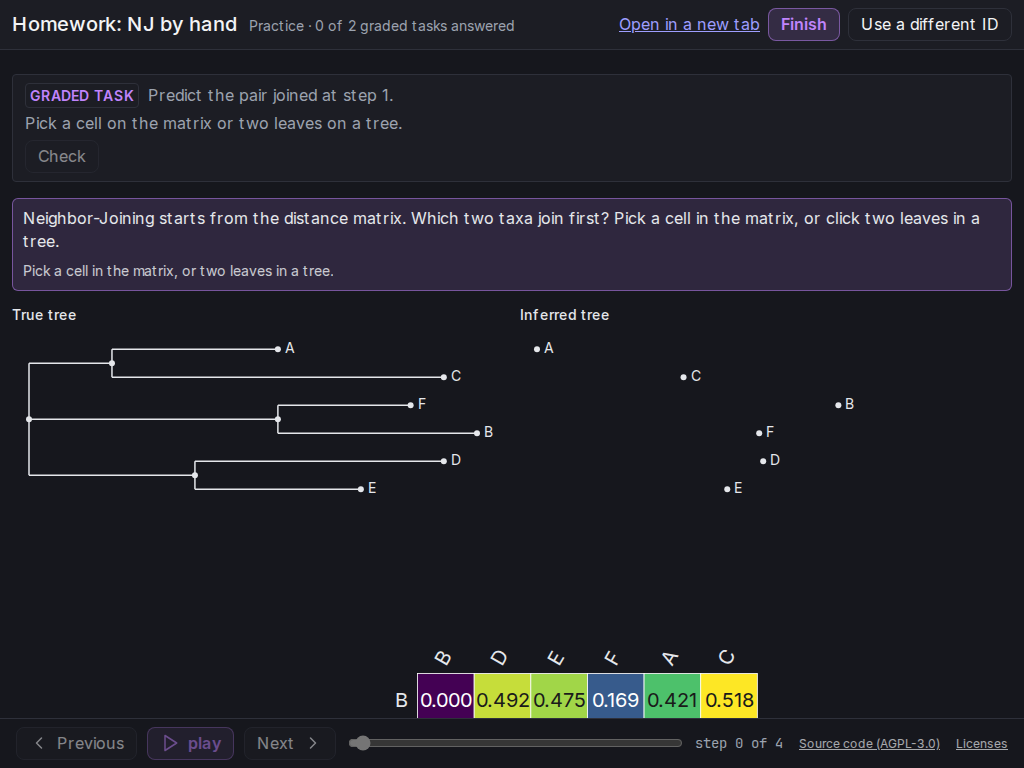 Homework: NJ by hand Practice · 0 of 2 graded tasks answered Open in a new tab Finish Use a different ID
GRADED TASK Predict the pair joined at step 1.
Pick a cell on the matrix or two leaves on a tree.
Check
Neighbor-Joining starts from the distance matrix. Which two taxa join first? Pick a cell in the matrix, or click two leaves in a
tree.
Pick a cell in the matrix, or two leaves in a tree.
True tree Inferred tree
A A
C C
F B
B F
D D
E E
B D E F A C
B 0.000 0.492 0.475 0.169 0.421 0.518
Previous play Next step 0 of 4 Source code (AGPL-3.0) Licenses